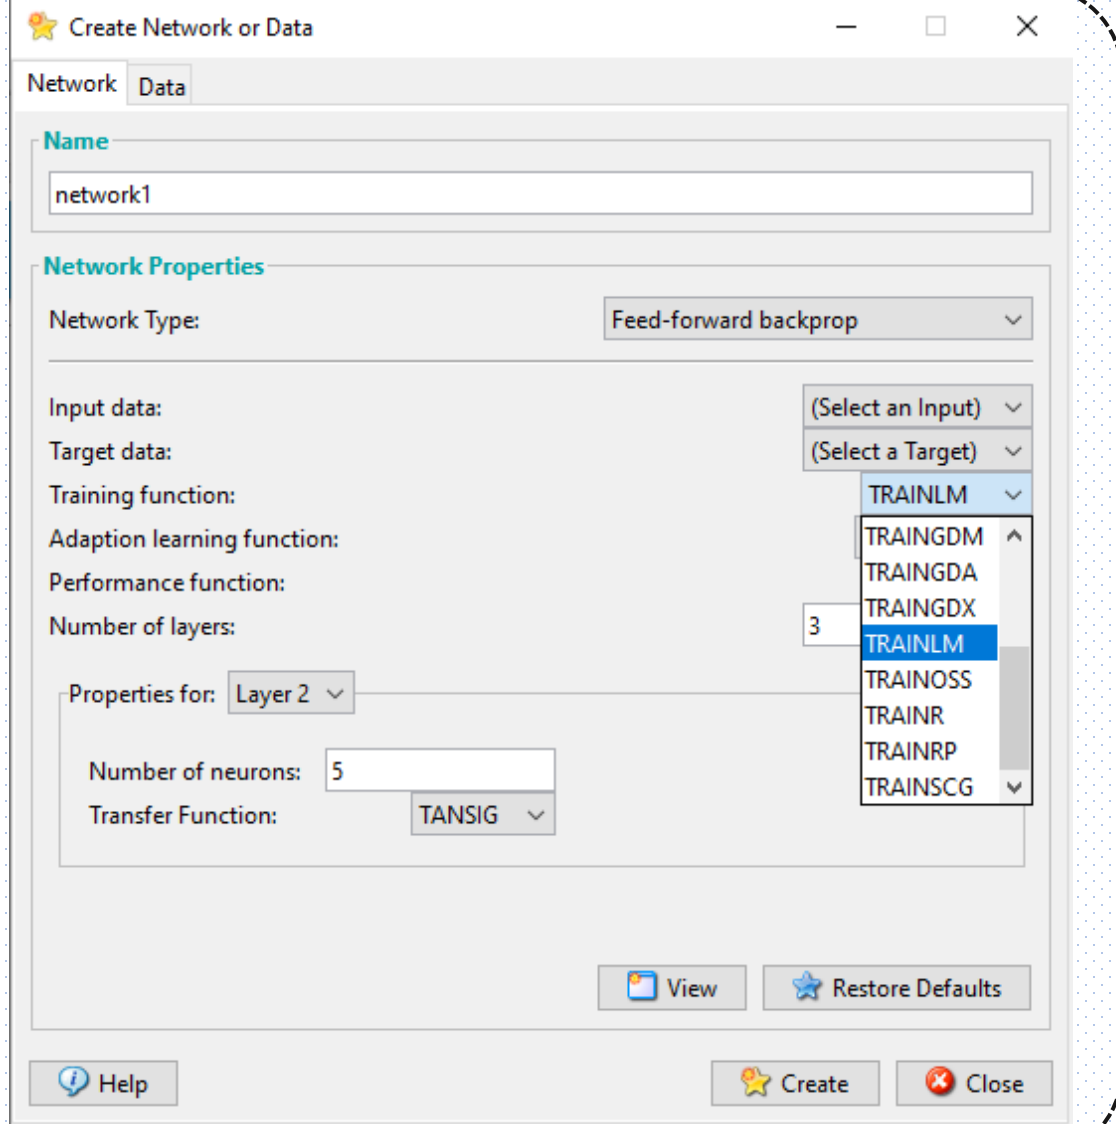 Create Network or Data
Network Data
Name
network1
Network Properties
Network Type: Feed-forward backprop
Input data: (Select an Input)
Target data: (Select a Target)
Training function: TRAINLM
Adaption learning function: TRAINGDM
TRAINGDA
Performance function:
TRAINGDX
Number of layers: 3
TRAINLM
TRAINOSS
Properties for: Layer 2
TRAINR
TRAINRP
Number of neurons: 5
TRAINSCG
Transfer Function: TANSIG
View Restore Defaults
Help Create Close